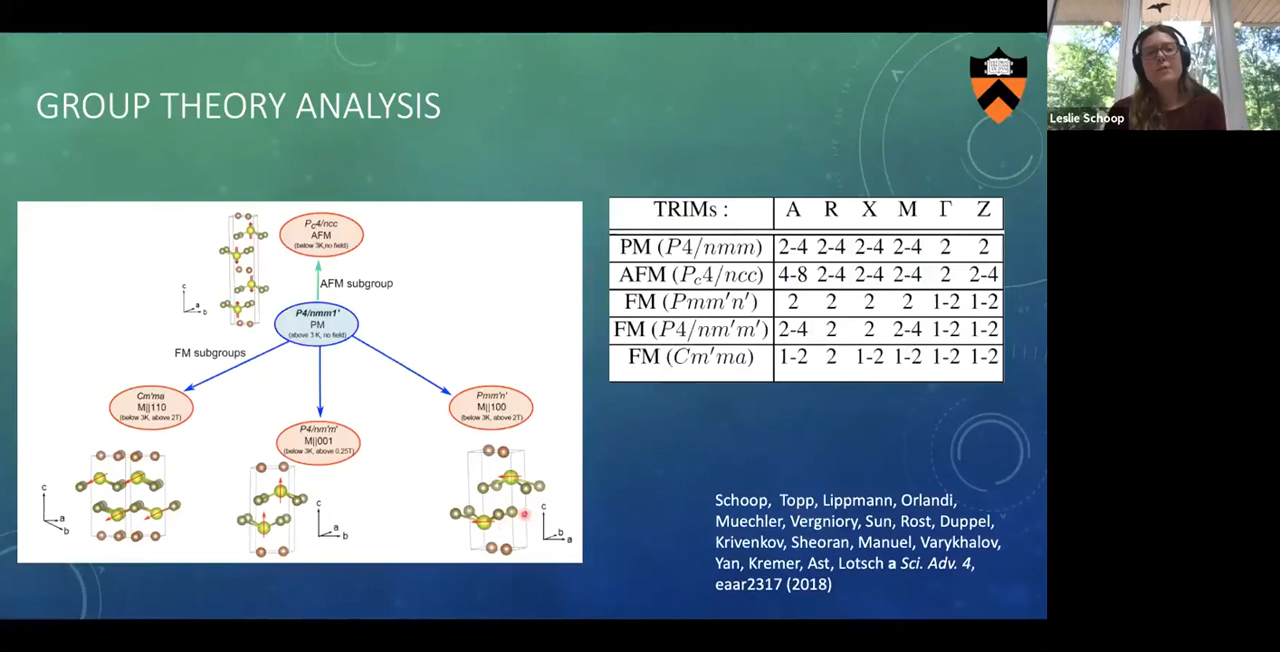 GROUP THEORY ANALYSIS
Leslie Schoop
Pc4/ncc
AFM
(below 3K,no field)
AFM subgroup
P4/nmm1'
PM
(above 3 K, no field)
FM subgroups
Cm'ma
M||110
(below 3K, above 2T)
P4/nm'm'
M||001
(below 3K, above 0.25T)
Pmm'n'
M||100
(below 3K, above 2T)
c
a
b
c
a
b
c
a
b
c
b
a
TRIMs : A R X M Γ Z
PM (P4/nmm) 2-4 2-4 2-4 2-4 2 2
AFM (Pc4/ncc) 4-8 2-4 2-4 2-4 2 2-4
FM (Pmm'n') 2 2 2 2 1-2 1-2
FM (P4/nm'm') 2-4 2 2 2-4 1-2 1-2
FM (Cm'ma) 1-2 2 1-2 1-2 1-2 1-2
Schoop, Topp, Lippmann, Orlandi,
Muechler, Vergniory, Sun, Rost, Duppel,
Krivenkov, Sheoran, Manuel, Varykhalov,
Yan, Kremer, Ast, Lotsch a Sci. Adv. 4,
eaar2317 (2018)